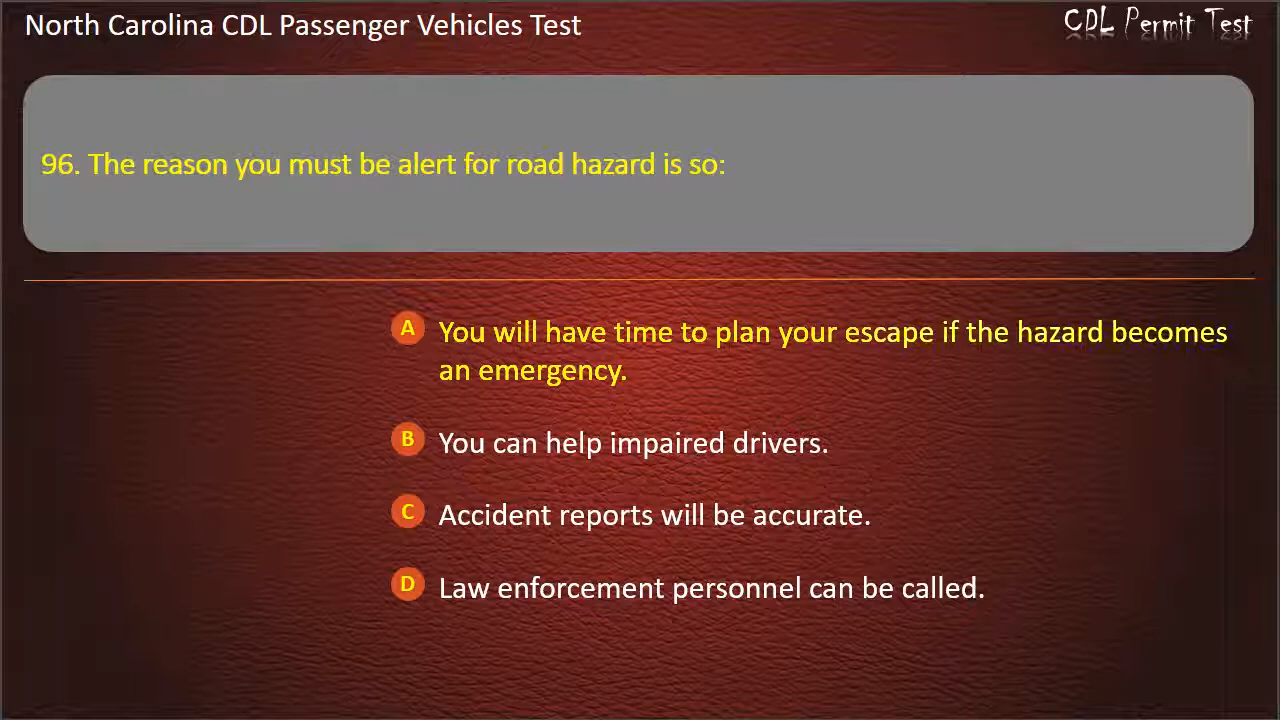 North Carolina CDL Passenger Vehicles Test
CDL Permit Test
96. The reason you must be alert for road hazard is so:
A You will have time to plan your escape if the hazard becomes
an emergency.
B You can help impaired drivers.
C Accident reports will be accurate.
D Law enforcement personnel can be called.